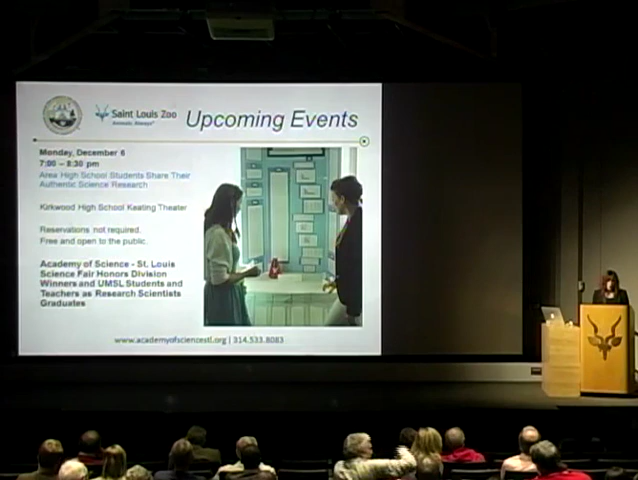 Saint Louis Zoo
Animals Always
Upcoming Events
Monday, December 6
7:00 – 8:30 pm
Area High School Students Share Their
Authentic Science Research
Kirkwood High School Keating Theater
Reservations not required.
Free and open to the public.
Academy of Science - St. Louis
Science Fair Honors Division
Winners and UMSL Students and
Teachers as Research Scientists
Graduates
www.academyofsciencestl.org | 314.533.8083